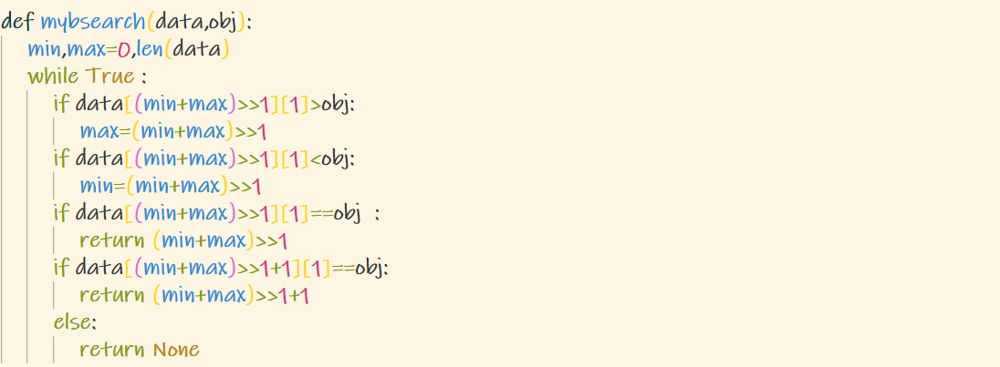 def mybsearch(data,obj):
    min,max=0,len(data)
    while True :
        if data[(min+max)>>1][1]>obj:
            max=(min+max)>>1
        if data[(min+max)>>1][1]<obj:
            min=(min+max)>>1
        if data[(min+max)>>1][1]==obj  :
            return (min+max)>>1
        if data[(min+max)>>1+1][1]==obj:
            return (min+max)>>1+1
        else:
            return None